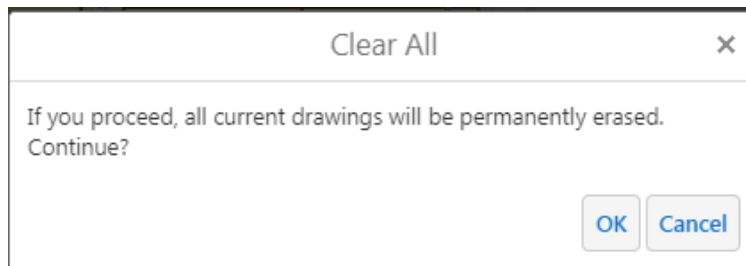 Clear All
If you proceed, all current drawings will be permanently erased.
Continue?
OK Cancel